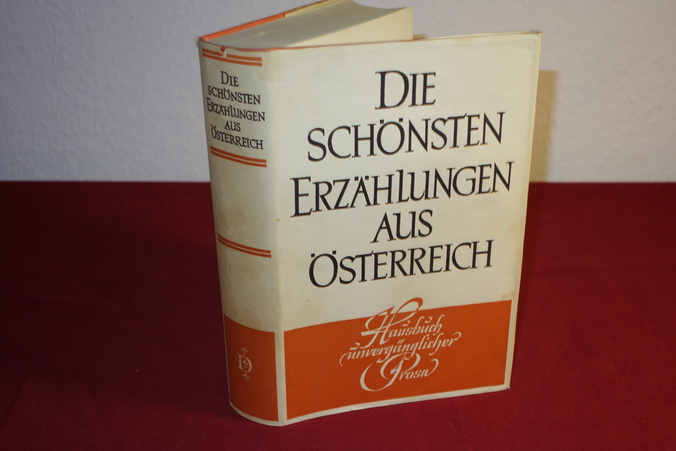 DIE
SCHÖNSTEN
ERZÄHLUNGEN
AUS
ÖSTERREICH
DIE
SCHÖNSTEN
ERZÄHLUNGEN
AUS
ÖSTERREICH
Hausbuch
unvergänglicher
Prosa